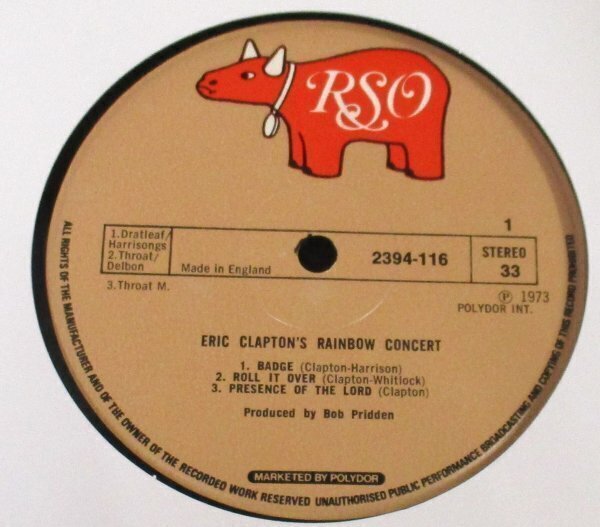 RSO
1.Dratleaf/
Harrisongs
2.Throat/
Delbon
3.Throat M.
Made in England
2394-116
1
STEREO
33
℗ 1973
POLYDOR INT.
ERIC CLAPTON'S RAINBOW CONCERT
1. BADGE (Clapton-Harrison)
2. ROLL IT OVER (Clapton-Whitlock)
3. PRESENCE OF THE LORD (Clapton)
Produced by Bob Pridden
MARKETED BY POLYDOR
ALL RIGHTS OF THE MANUFACTURER AND OF THE OWNER OF THE RECORDED WORK RESERVED UNAUTHORISED PUBLIC PERFORMANCE BROADCASTING AND COPYING OF THIS RECORD PROHIBITED